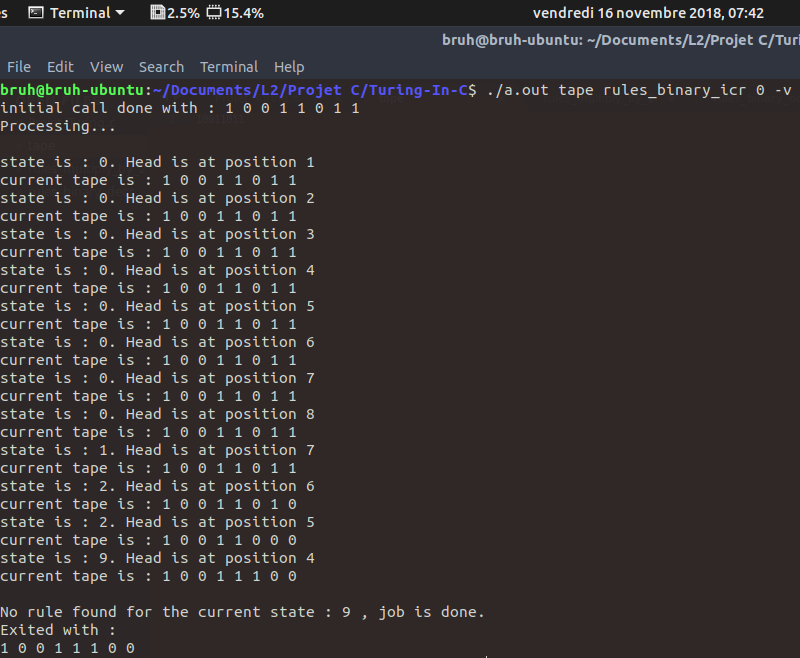 s Terminal 2.5% 15.4% vendredi 16 novembre 2018, 07:42
bruh@bruh-ubuntu: ~/Documents/L2/Projet C/Turi
File Edit View Search Terminal Help
bruh@bruh-ubuntu:~/Documents/L2/Projet C/Turing-In-C$ ./a.out tape rules_binary_icr 0 -v
initial call done with : 1 0 0 1 1 0 1 1
Processing...
state is : 0. Head is at position 1
current tape is : 1 0 0 1 1 0 1 1
state is : 0. Head is at position 2
current tape is : 1 0 0 1 1 0 1 1
state is : 0. Head is at position 3
current tape is : 1 0 0 1 1 0 1 1
state is : 0. Head is at position 4
current tape is : 1 0 0 1 1 0 1 1
state is : 0. Head is at position 5
current tape is : 1 0 0 1 1 0 1 1
state is : 0. Head is at position 6
current tape is : 1 0 0 1 1 0 1 1
state is : 0. Head is at position 7
current tape is : 1 0 0 1 1 0 1 1
state is : 0. Head is at position 8
current tape is : 1 0 0 1 1 0 1 1
state is : 1. Head is at position 7
current tape is : 1 0 0 1 1 0 1 1
state is : 2. Head is at position 6
current tape is : 1 0 0 1 1 0 1 0
state is : 2. Head is at position 5
current tape is : 1 0 0 1 1 0 0 0
state is : 9. Head is at position 4
current tape is : 1 0 0 1 1 1 0 0
No rule found for the current state : 9 , job is done.
Exited with :
1 0 0 1 1 1 0 0